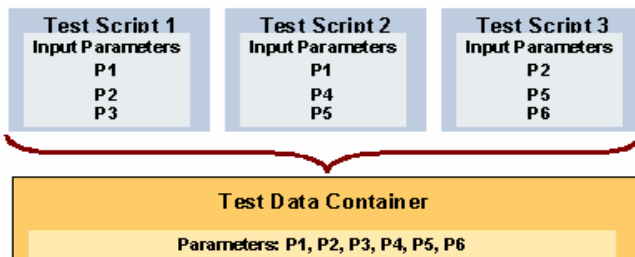 Test Script 1
Input Parameters
P1
P2
P3
Test Script 2
Input Parameters
P1
P4
P5
Test Script 3
Input Parameters
P2
P5
P6
Test Data Container
Parameters: P1, P2, P3, P4, P5, P6